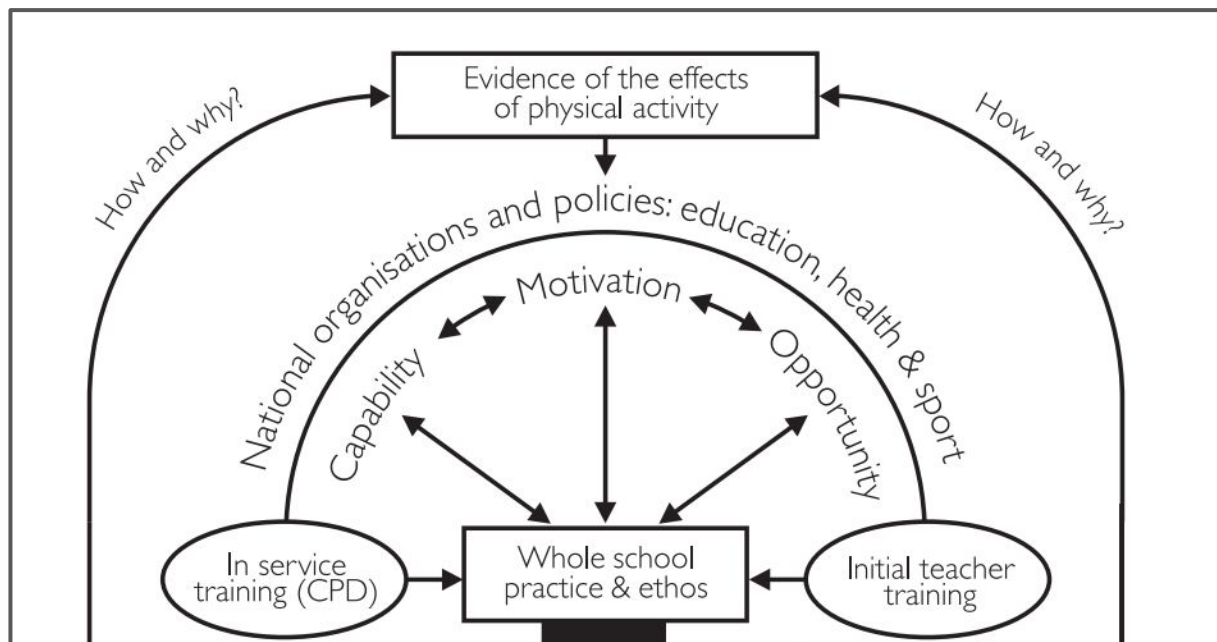 Evidence of the effects
of physical activity
How and why?
How and why?
National organisations and policies: education, health & sport
Motivation
Capability
Opportunity
In service
training (CPD)
Whole school
practice & ethos
Initial teacher
training